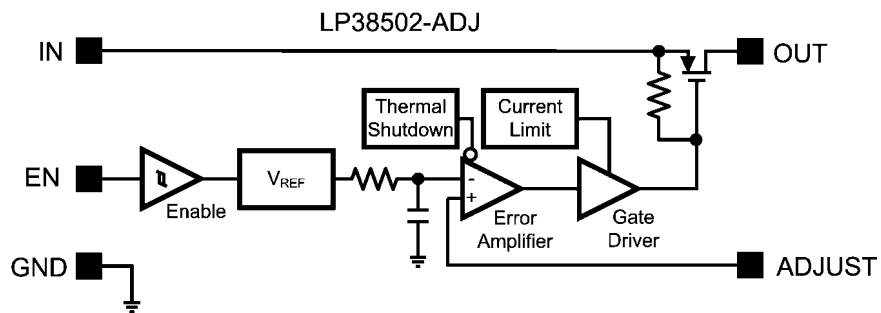 LP38502-ADJ
IN
OUT
Thermal
Shutdown
Current
Limit
EN
VREF
Enable
-
+
Error
Amplifier
Gate
Driver
GND
ADJUST